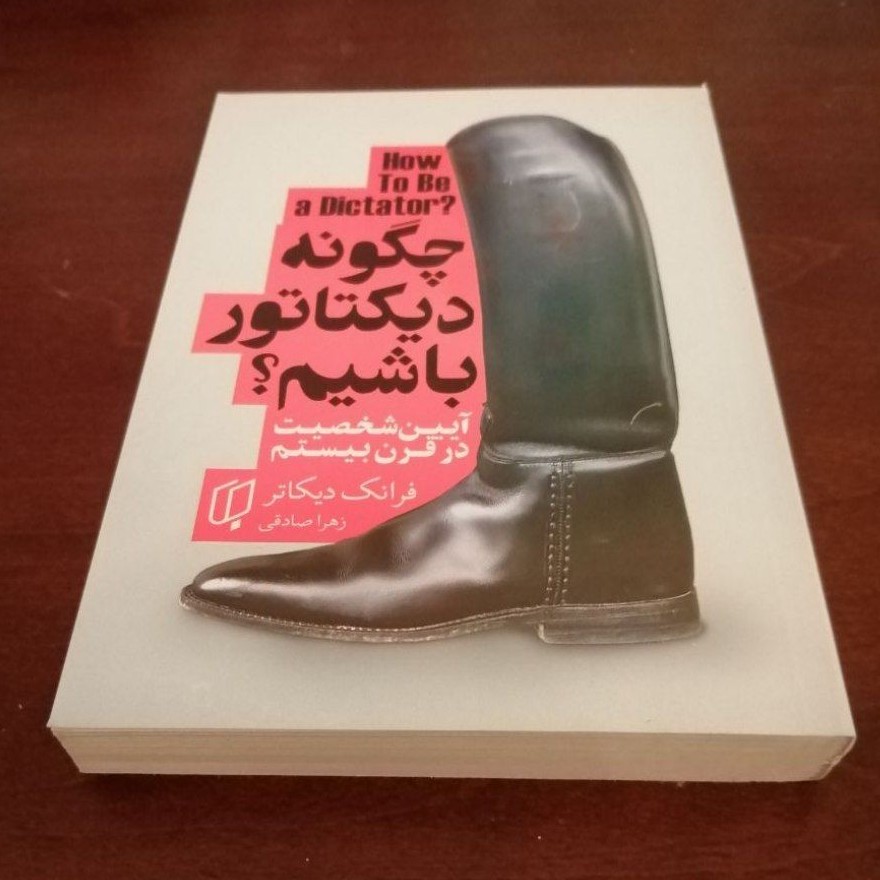 How
To Be
a Dictator?
چگونه
دیکتاتور
باشیم؟
آیین‌شخصیت
در قرن بیستم
فرانک دیکاتر
زهرا صادقی